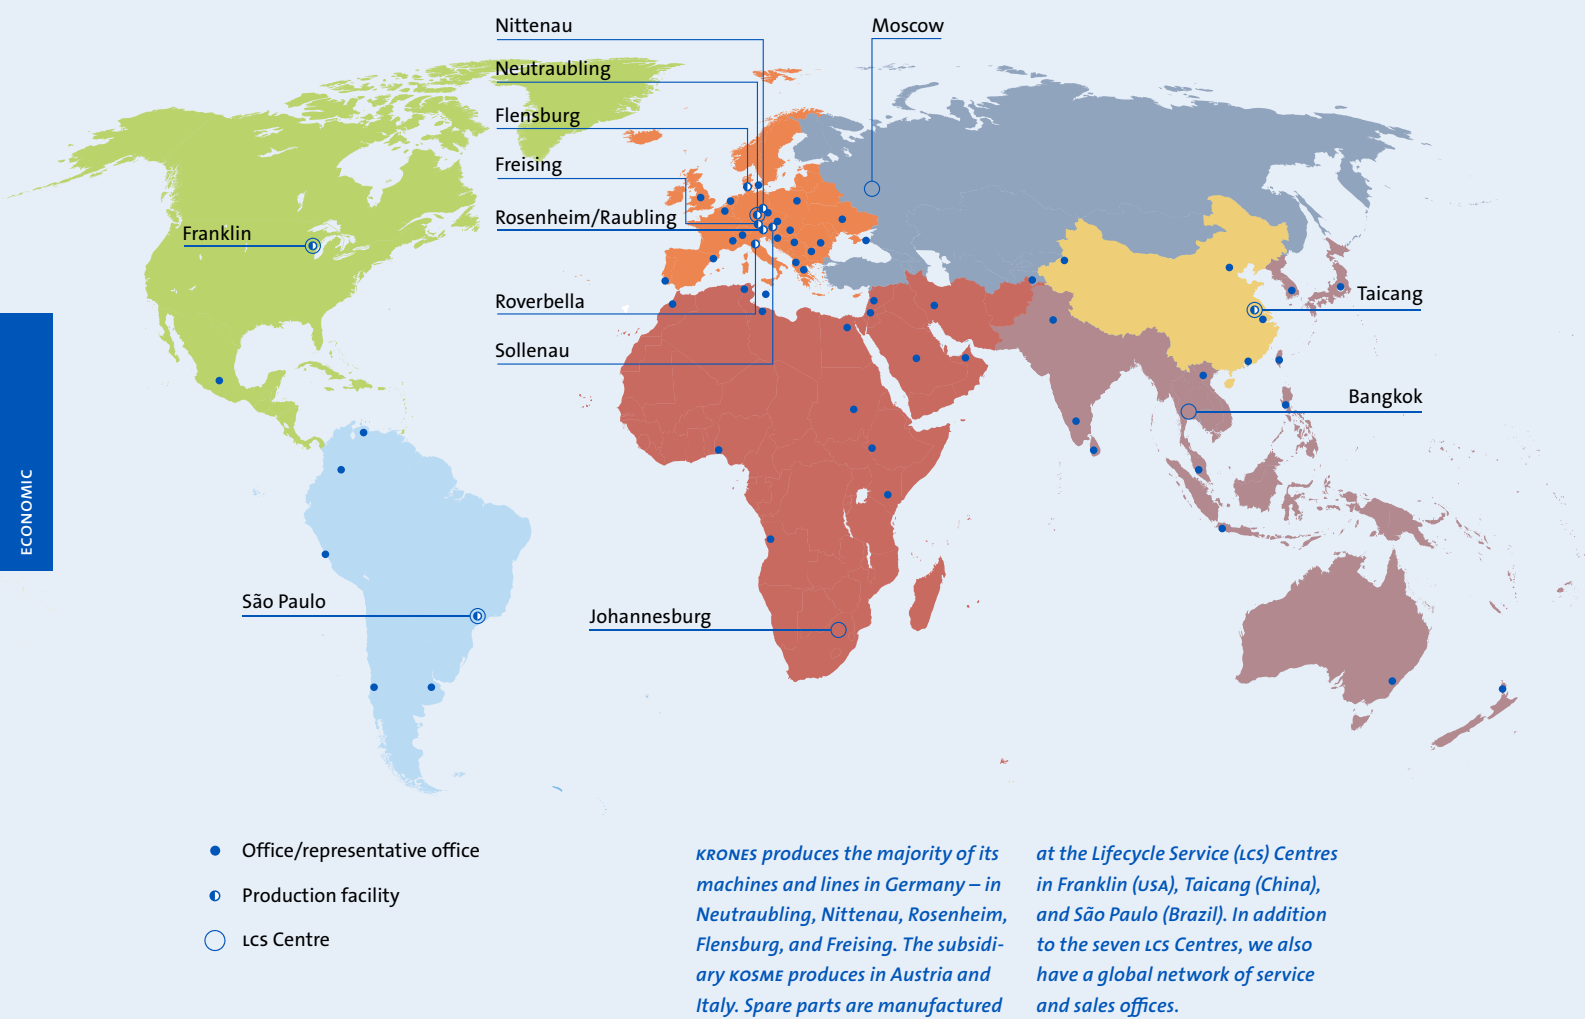 Nittenau
Moscow
Neutraubling
Flensburg
Freising
Rosenheim/Raubling
Franklin
Roverbella
Taicang
Sollenau
Bangkok
ECONOMIC
São Paulo
Johannesburg
Office/representative office
Production facility
LCS Centre
KRONES produces the majority of its
machines and lines in Germany – in
Neutraubling, Nittenau, Rosenheim,
Flensburg, and Freising. The subsidi-
ary KOSME produces in Austria and
Italy. Spare parts are manufactured
at the Lifecycle Service (LCS) Centres
in Franklin (USA), Taicang (China),
and São Paulo (Brazil). In addition
to the seven LCS Centres, we also
have a global network of service
and sales offices.